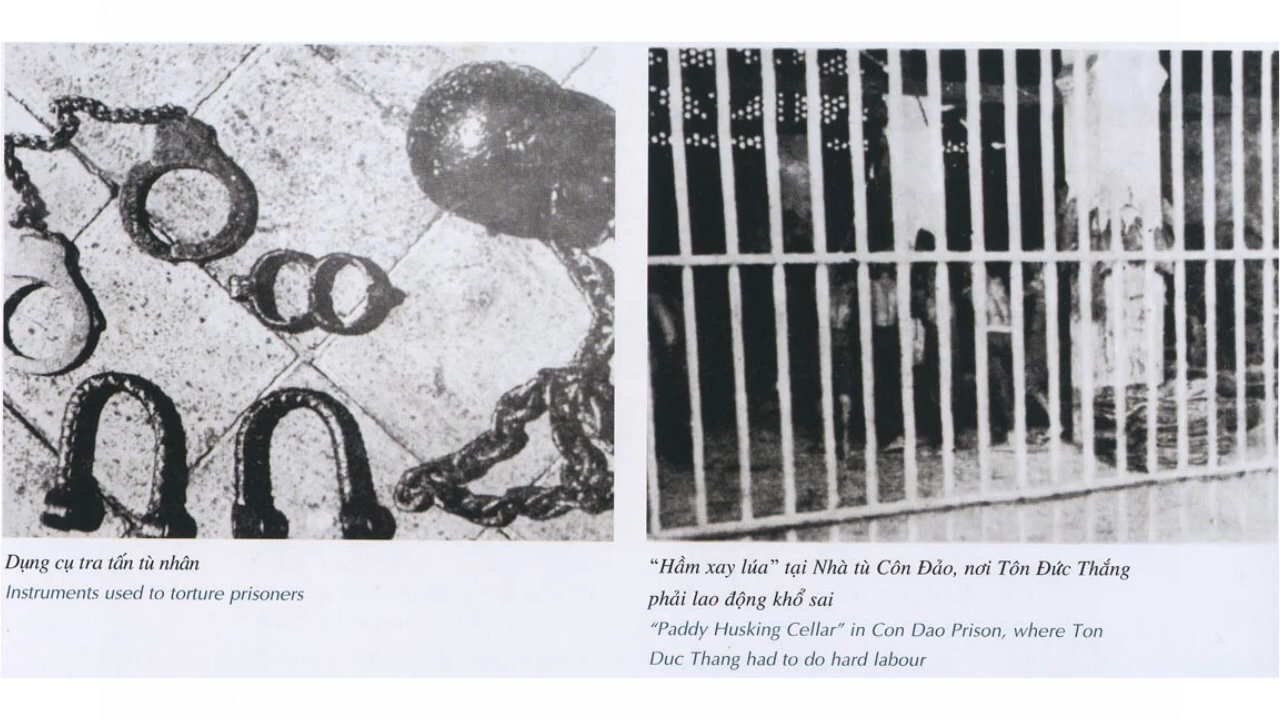 Dụng cụ tra tấn tù nhân
Instruments used to torture prisoners
“Hầm xay lúa” tại Nhà tù Côn Đảo, nơi Tôn Đức Thắng
phải lao động khổ sai
“Paddy Husking Cellar” in Con Dao Prison, where Ton
Duc Thang had to do hard labour